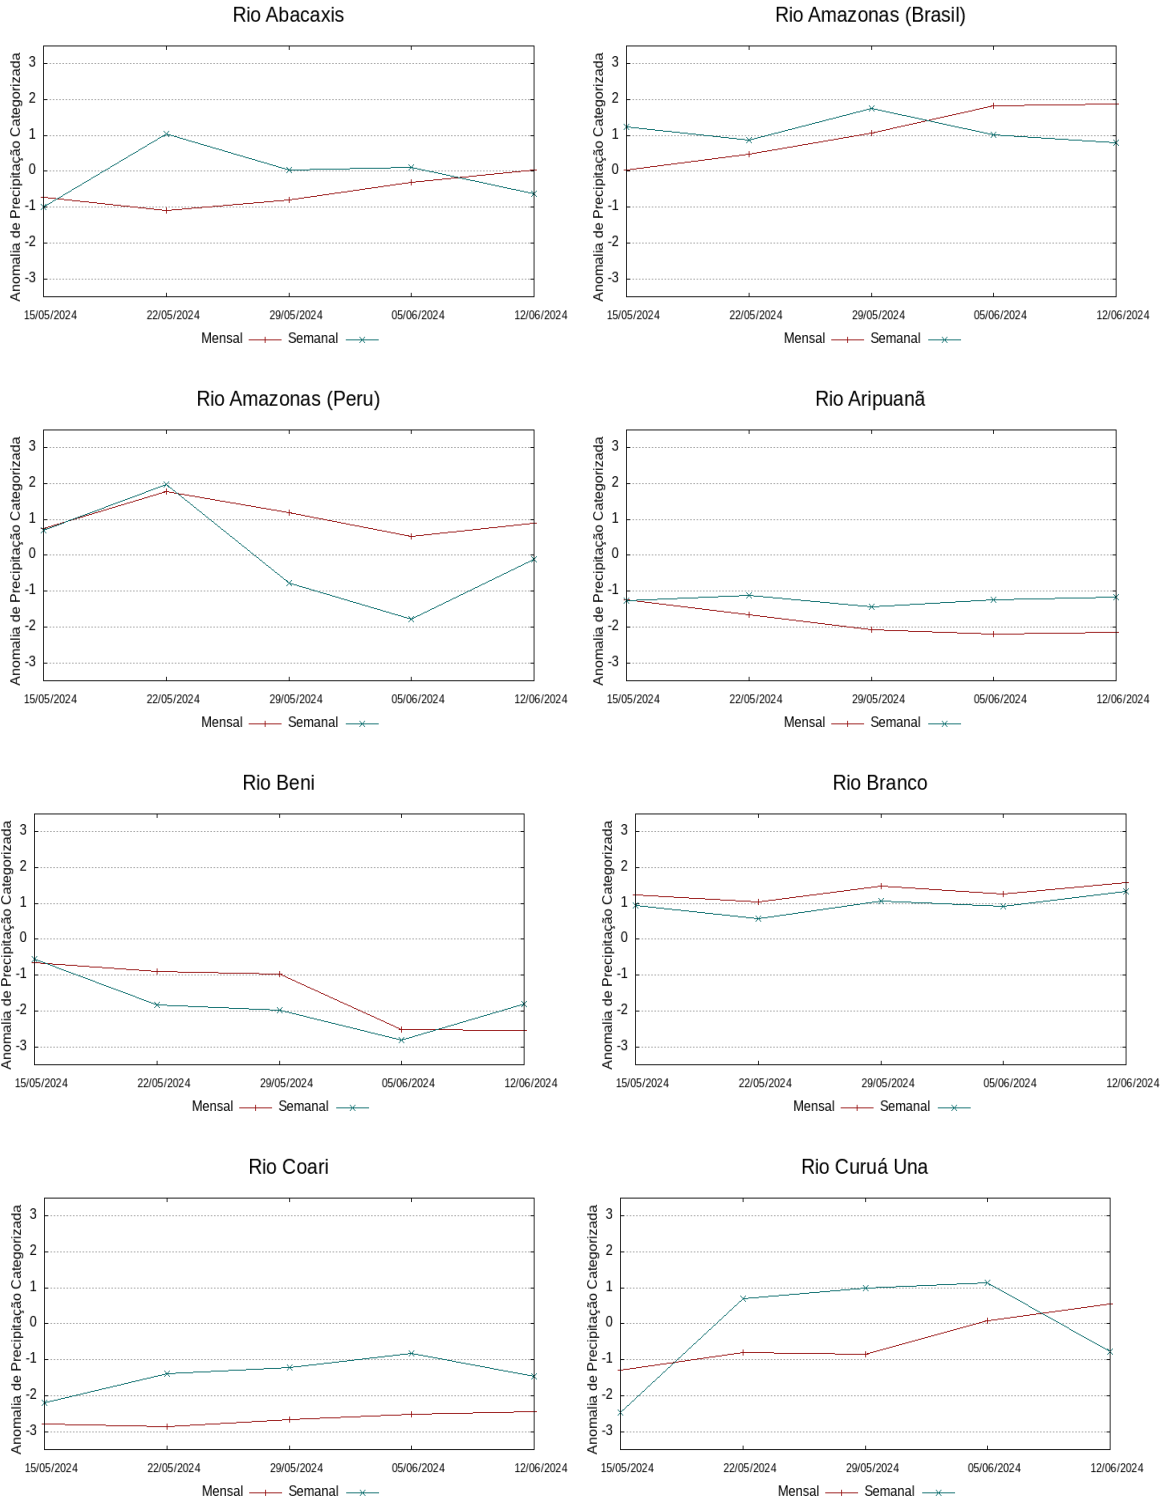 Rio Abacaxis
Anomalia de Precipitação Categorizada
3
2
1
0
-1
-2
-3
15/05/2024 22/05/2024 29/05/2024 05/06/2024 12/06/2024
Mensal Semanal
Rio Amazonas (Brasil)
Anomalia de Precipitação Categorizada
3
2
1
0
-1
-2
-3
15/05/2024 22/05/2024 29/05/2024 05/06/2024 12/06/2024
Mensal Semanal
Rio Amazonas (Peru)
Anomalia de Precipitação Categorizada
3
2
1
0
-1
-2
-3
15/05/2024 22/05/2024 29/05/2024 05/06/2024 12/06/2024
Mensal Semanal
Rio Aripuanã
Anomalia de Precipitação Categorizada
3
2
1
0
-1
-2
-3
15/05/2024 22/05/2024 29/05/2024 05/06/2024 12/06/2024
Mensal Semanal
Rio Beni
Anomalia de Precipitação Categorizada
3
2
1
0
-1
-2
-3
15/05/2024 22/05/2024 29/05/2024 05/06/2024 12/06/2024
Mensal Semanal
Rio Branco
Anomalia de Precipitação Categorizada
3
2
1
0
-1
-2
-3
15/05/2024 22/05/2024 29/05/2024 05/06/2024 12/06/2024
Mensal Semanal
Rio Coari
Anomalia de Precipitação Categorizada
3
2
1
0
-1
-2
-3
15/05/2024 22/05/2024 29/05/2024 05/06/2024 12/06/2024
Mensal Semanal
Rio Curuá Una
Anomalia de Precipitação Categorizada
3
2
1
0
-1
-2
-3
15/05/2024 22/05/2024 29/05/2024 05/06/2024 12/06/2024
Mensal Semanal